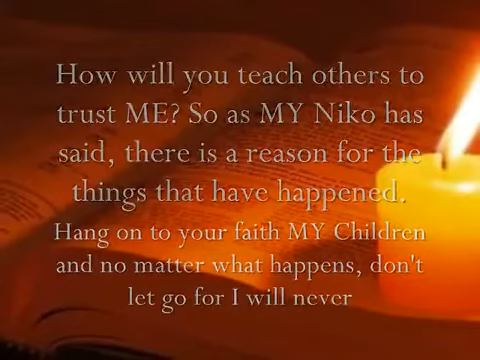 How will you teach others to
trust ME? So as MY Niko has
said, there is a reason for the
things that have happened.
Hang on to your faith MY Children
and no matter what happens, don't
let go for I will never